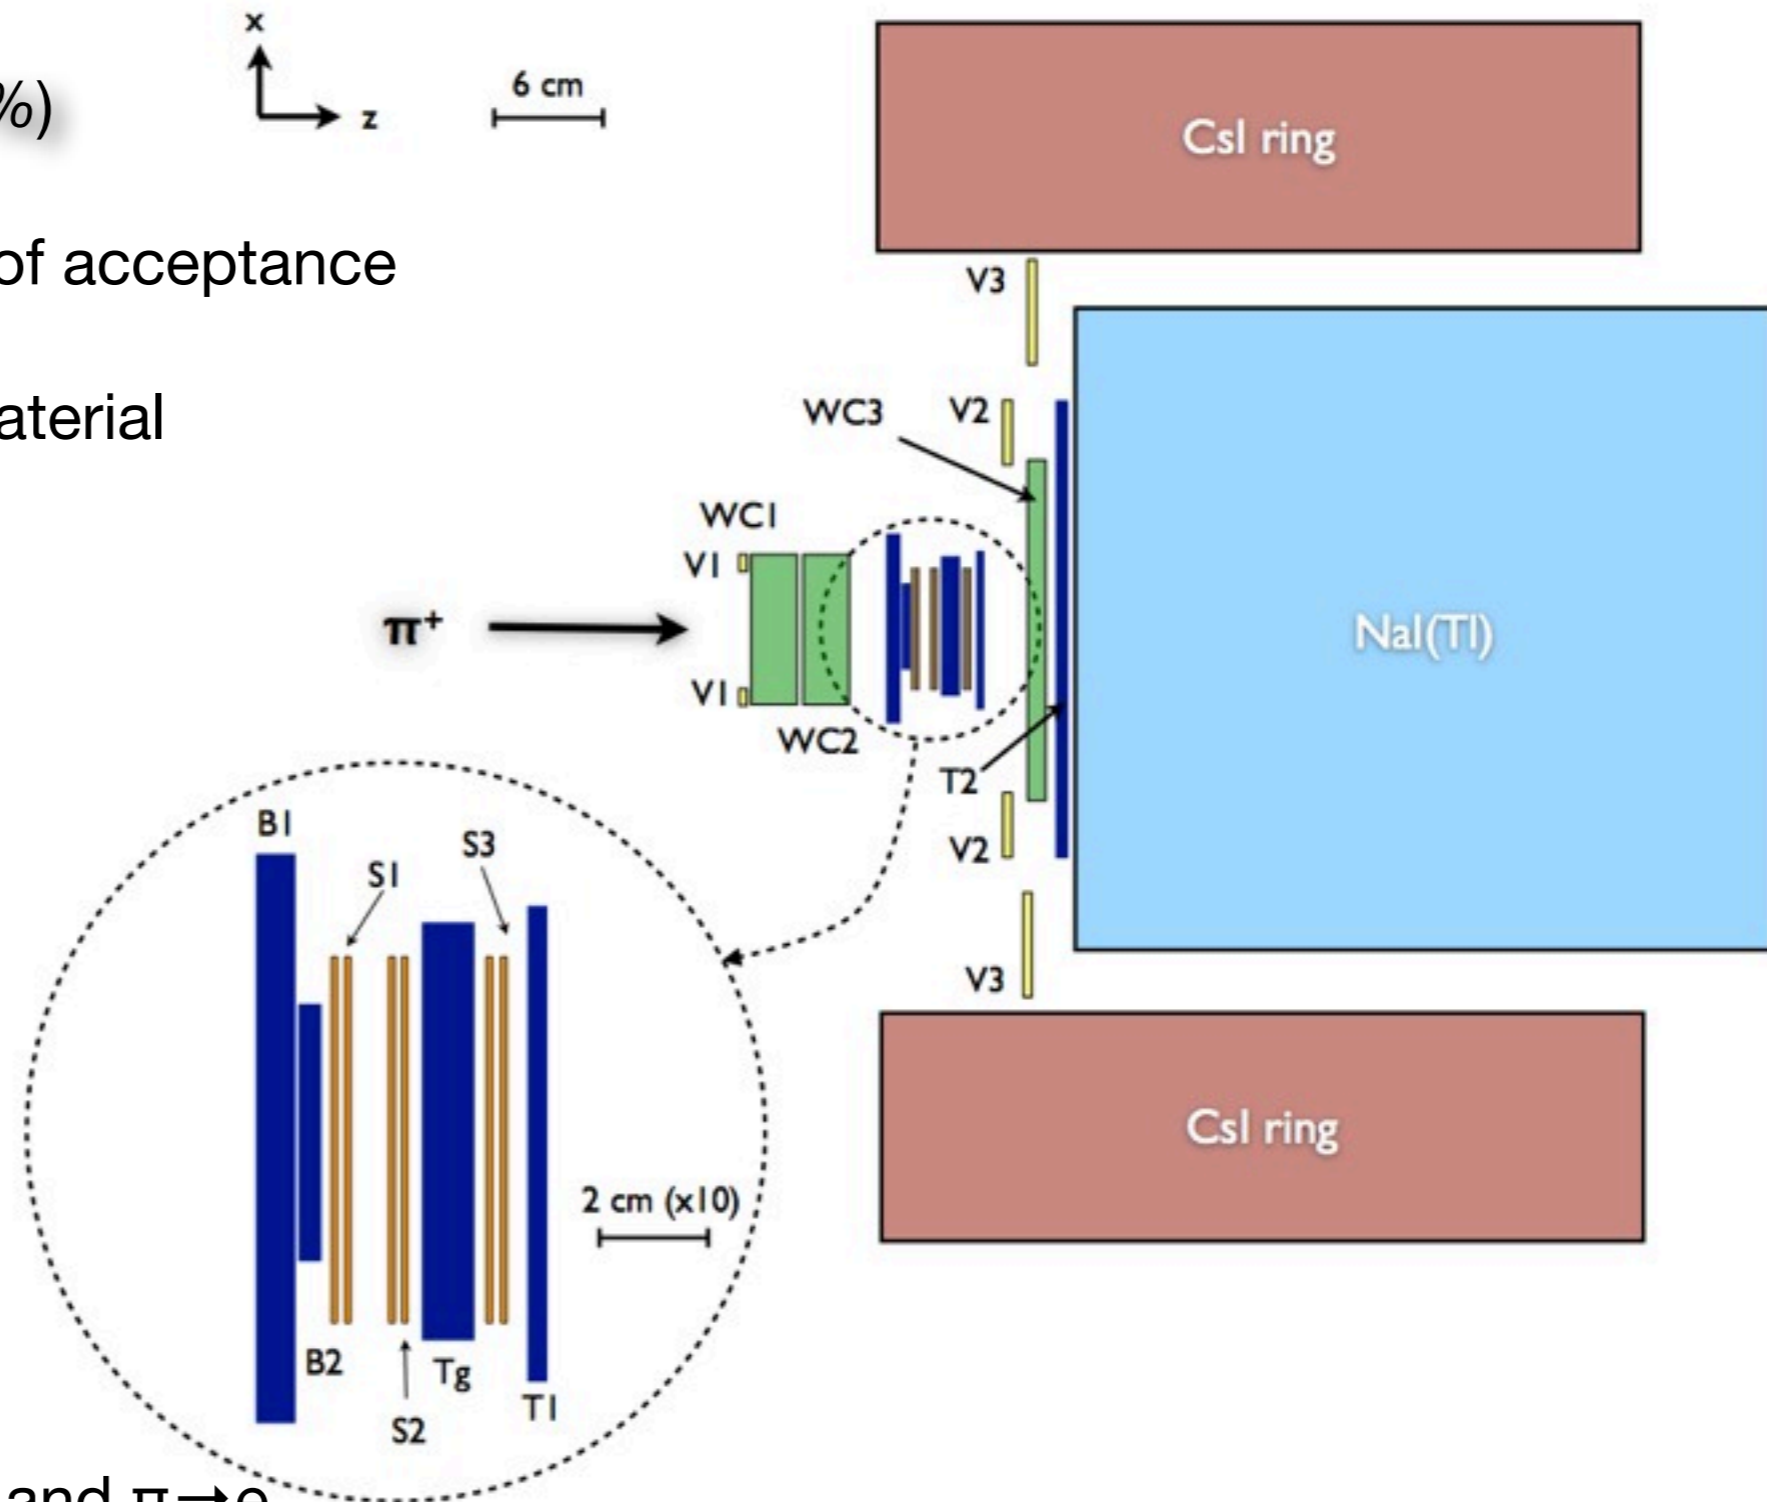 x
z
6 cm
%)
CsI ring
of acceptance
V3
aterial
WC3
V2
WC1
V1
π+
NaI(Tl)
V1
WC2
T2
B1
S3
V2
S1
V3
CsI ring
2 cm (x10)
B2
Tg
T1
S2
and π→e